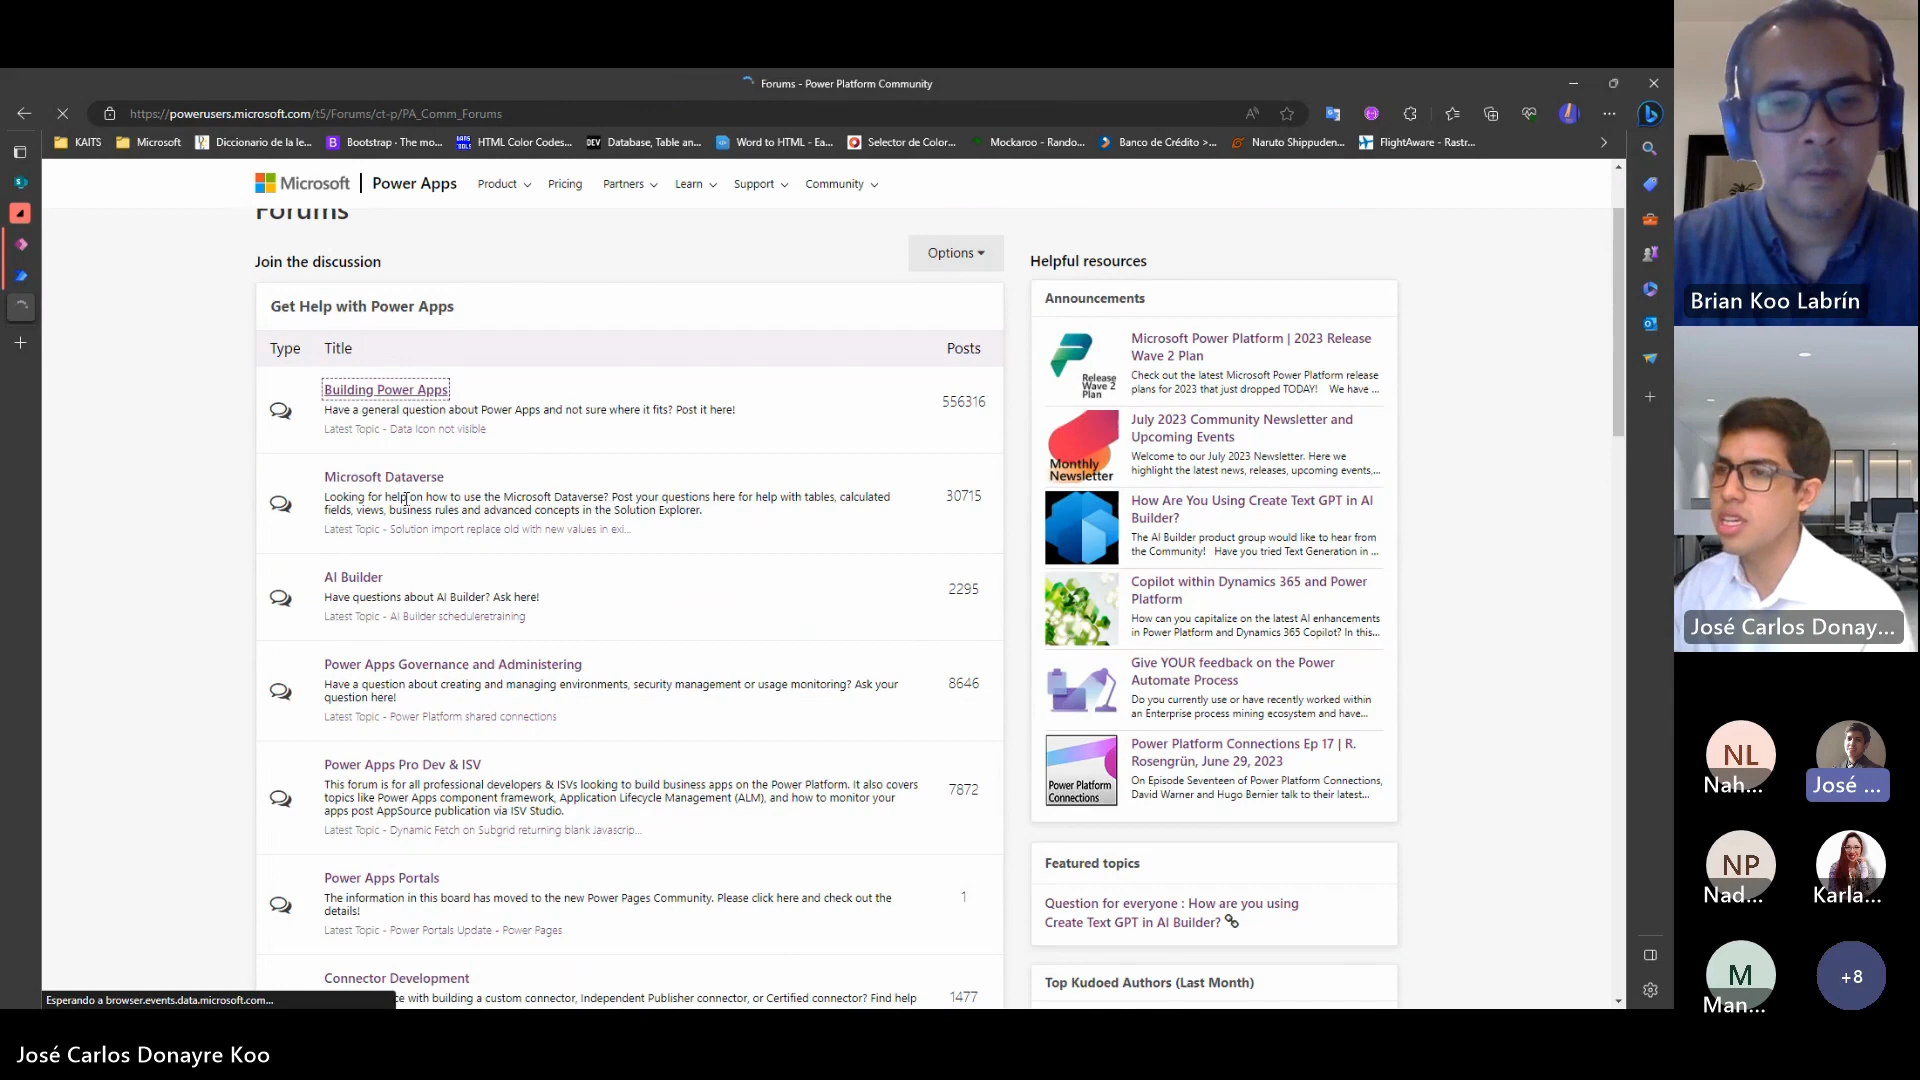 Forums - Power Platform Community
https://powerusers.microsoft.com/t5/Forums/ct-p/PA_Comm_Forums
KAITS
Microsoft
Diccionario de la le...
Bootstrap · The mo...
HTML Color Codes...
Database, Table an...
Word to HTML - Ea...
Selector de Color...
Mockaroo - Rando...
Banco de Crédito >...
Naruto Shippuden...
FlightAware - Rastr...
Microsoft
Power Apps
Product
Pricing
Partners
Learn
Support
Community
Forums
Join the discussion
Options
Get Help with Power Apps
Type Title Posts
Building Power Apps
Have a general question about Power Apps and not sure where it fits? Post it here!
Latest Topic - Data Icon not visible
556316
Microsoft Dataverse
Looking for help on how to use the Microsoft Dataverse? Post your questions here for help with tables, calculated
fields, views, business rules and advanced concepts in the Solution Explorer.
Latest Topic - Solution import replace old with new values in exi...
30715
AI Builder
Have questions about AI Builder? Ask here!
Latest Topic - AI Builder scheduleretraining
2295
Power Apps Governance and Administering
Have a question about creating and managing environments, security management or usage monitoring? Ask your
question here!
Latest Topic - Power Platform shared connections
8646
Power Apps Pro Dev & ISV
This forum is for all professional developers & ISVs looking to build business apps on the Power Platform. It also covers
topics like Power Apps component framework, Application Lifecycle Management (ALM), and how to monitor your
apps post AppSource publication via ISV Studio.
Latest Topic - Dynamic Fetch on Subgrid returning blank Javascrip...
7872
Power Apps Portals
The information in this board has moved to the new Power Pages Community. Please click here and check out the
details!
Latest Topic - Power Portals Update - Power Pages
1
Connector Development
ce with building a custom connector, Independent Publisher connector, or Certified connector? Find help
1477
Esperando a browser.events.data.microsoft.com...
Helpful resources
Announcements
Release
Wave 2
Plan
Microsoft Power Platform | 2023 Release
Wave 2 Plan
Check out the latest Microsoft Power Platform release
plans for 2023 that just dropped TODAY! We have ...
Monthly
Newsletter
July 2023 Community Newsletter and
Upcoming Events
Welcome to our July 2023 Newsletter. Here we
highlight the latest news, releases, upcoming events,...
How Are You Using Create Text GPT in AI
Builder?
The AI Builder product group would like to hear from
the Community! Have you tried Text Generation in ...
Copilot within Dynamics 365 and Power
Platform
How can you capitalize on the latest AI enhancements
in Power Platform and Dynamics 365 Copilot? In this...
Give YOUR feedback on the Power
Automate Process
Do you currently use or have recently worked within
an Enterprise process mining ecosystem and have...
Power Platform
Connections
Power Platform Connections Ep 17 | R.
Rosengrün, June 29, 2023
On Episode Seventeen of Power Platform Connections,
David Warner and Hugo Bernier talk to their latest...
Featured topics
Question for everyone : How are you using
Create Text GPT in AI Builder?
Top Kudoed Authors (Last Month)
Brian Koo Labrín
José Carlos Donay...
NL
Nah...
José ...
NP
Nad...
Karla...
M
Man...
+8
José Carlos Donayre Koo